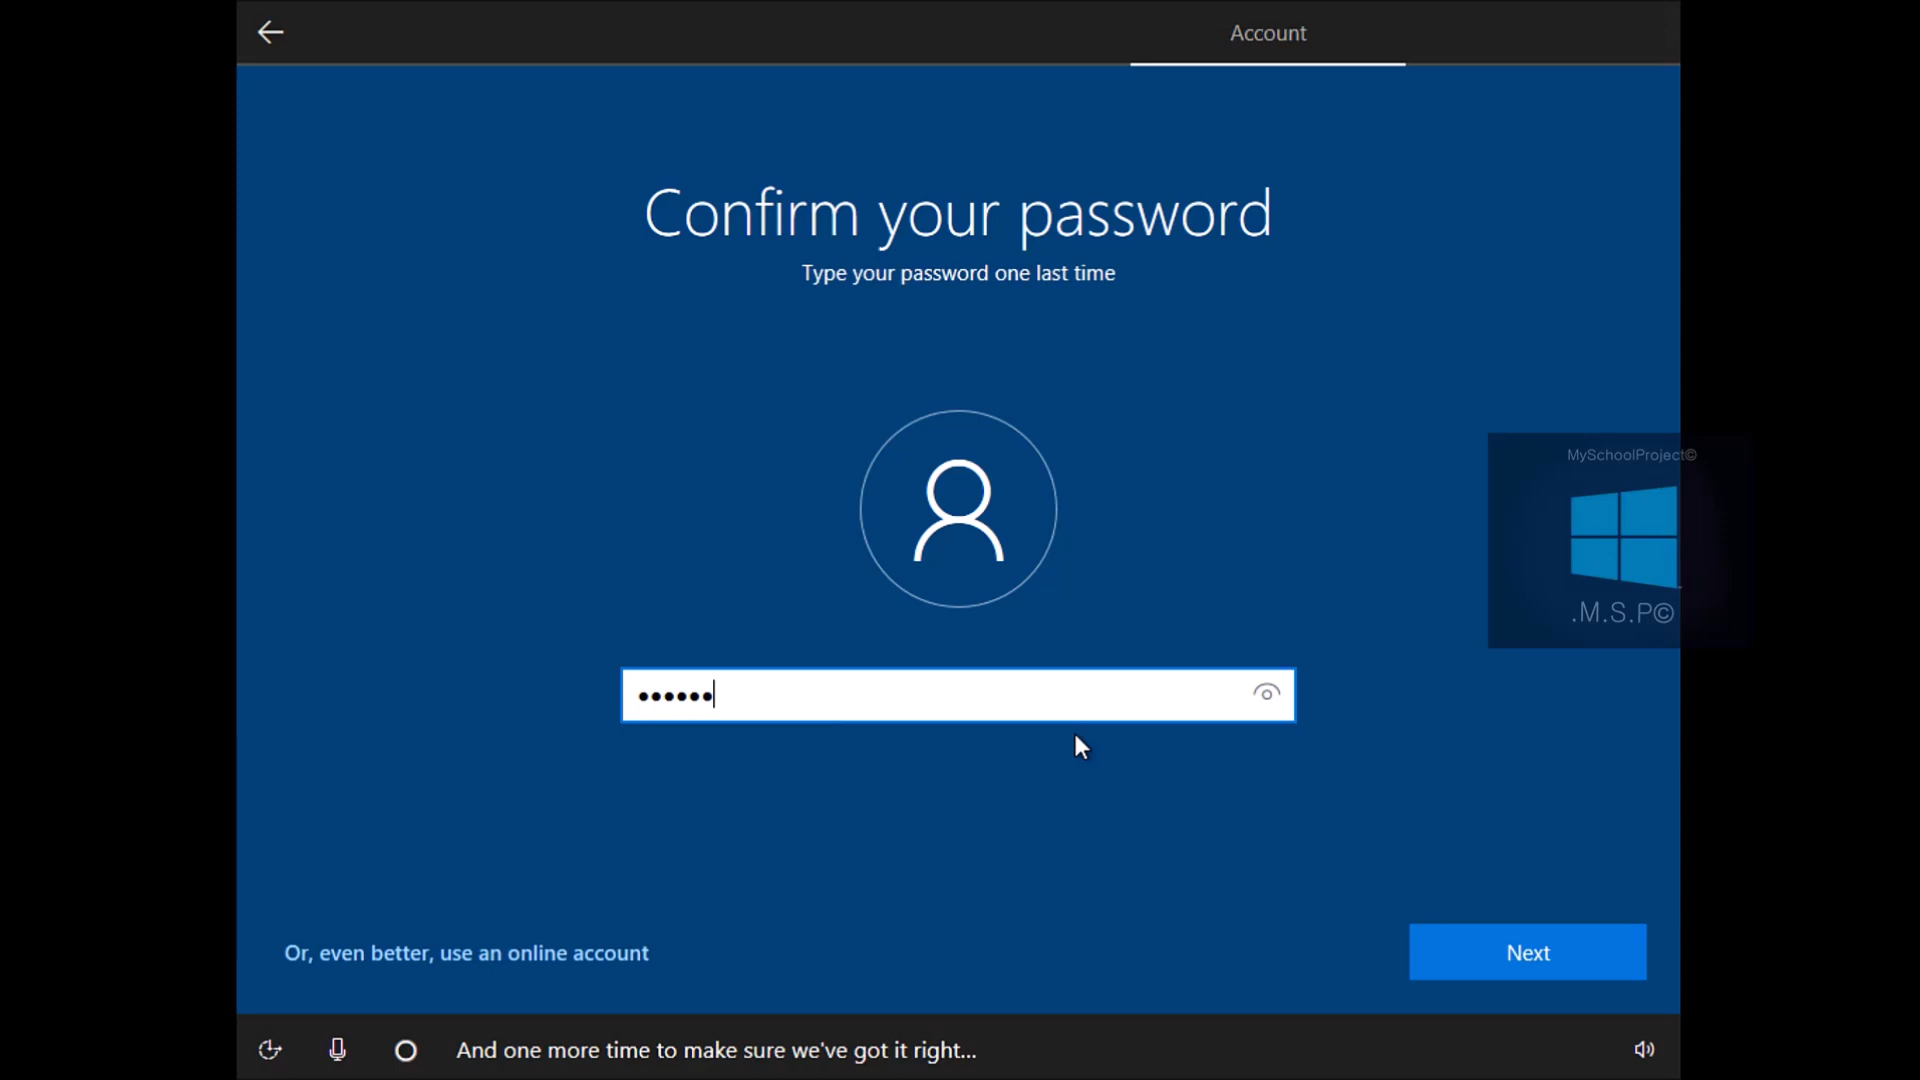 Account
Confirm your password
Type your password one last time
MySchoolProject©
.M.S.P©
••••••
Or, even better, use an online account
Next
And one more time to make sure we've got it right...